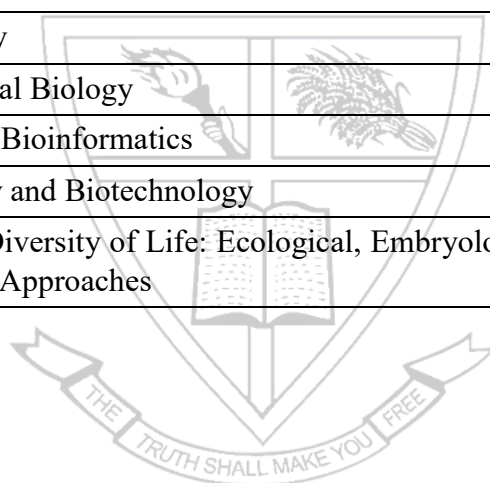 y
al Biology
Bioinformatics
y and Biotechnology
Diversity of Life: Ecological, Embryolo
Approaches
THE TRUTH SHALL MAKE YOU FREE